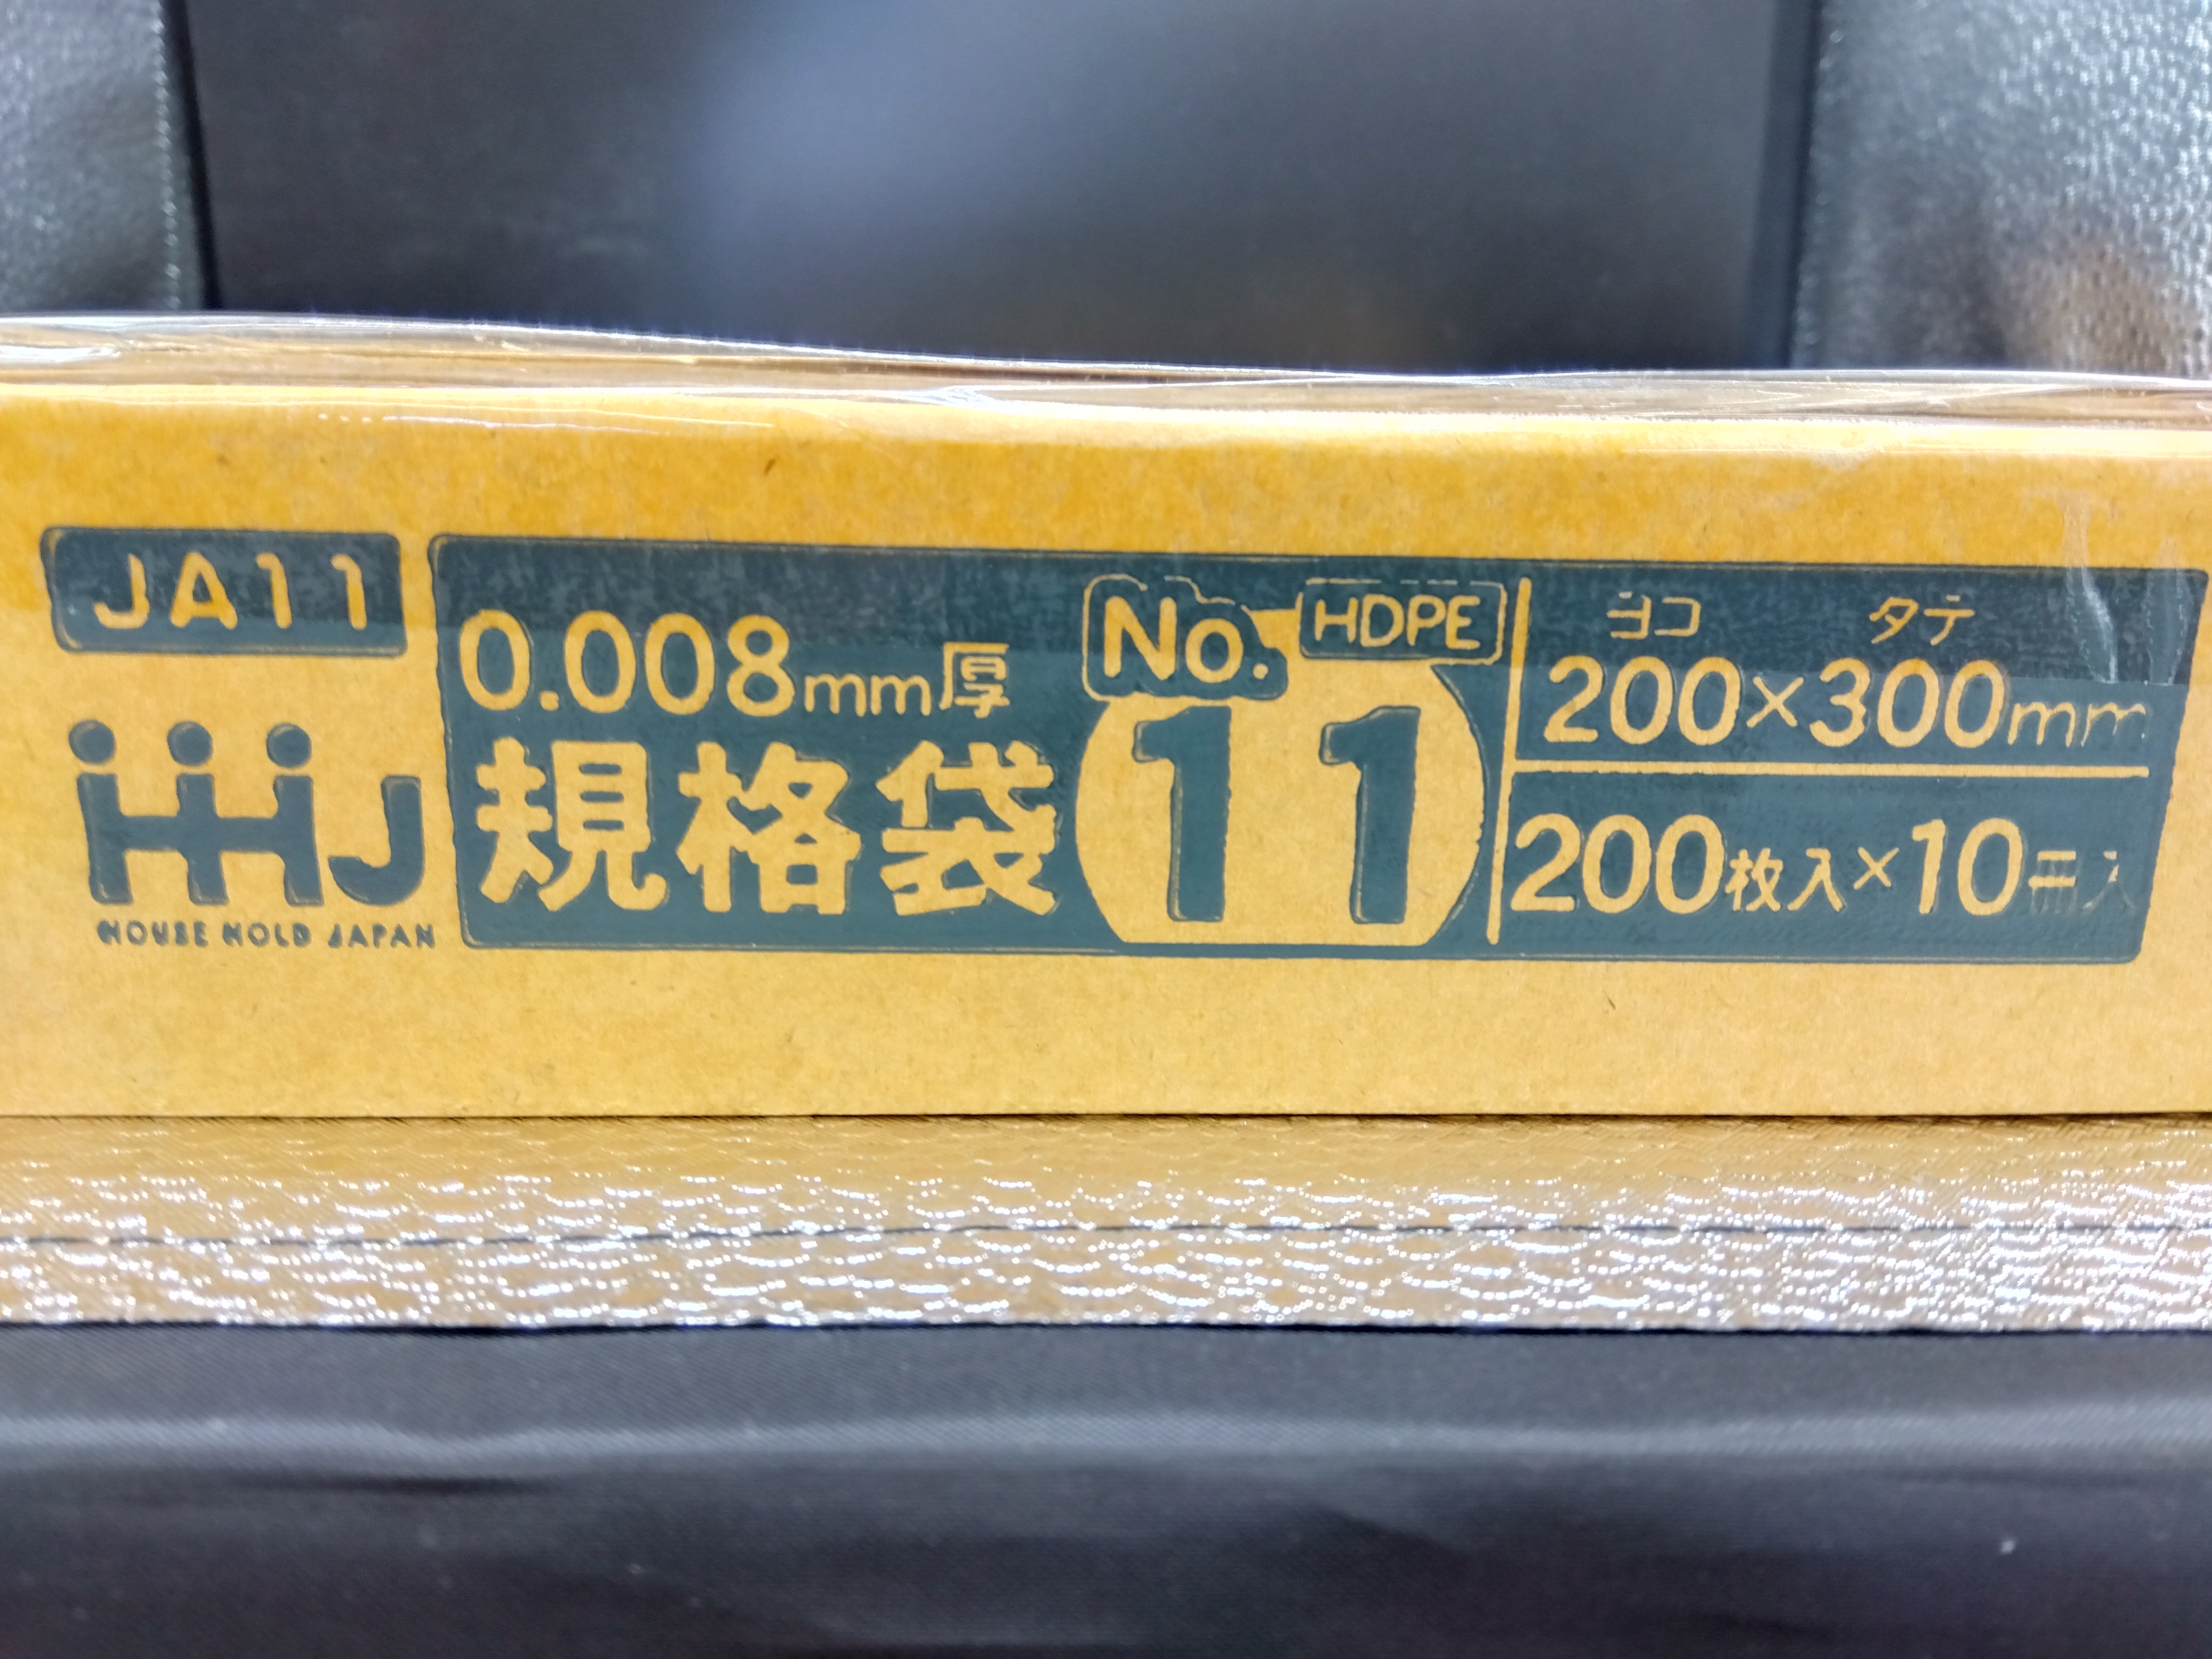 JA11
HHJ
HOUSE HOLD JAPAN
0.008mm厚
規格袋
No. HDPE
11
ヨコ タテ
200×300mm
200枚入×10冊入